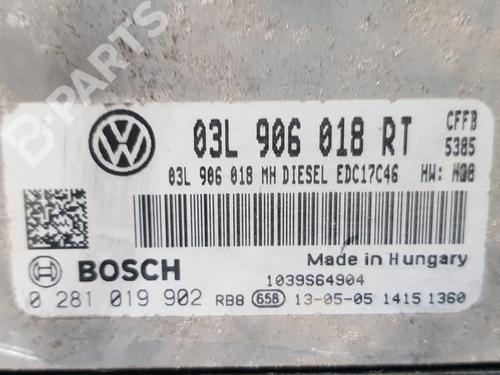 B-PARTS
03L 906 018 RT
CFFB
5305
03L 906 018 MH DIESEL EDC17C46 HW: H08
BOSCH
Made in Hungary
1039S64904
0 281 019 902 RB8 658 13-05-05 1415 1360